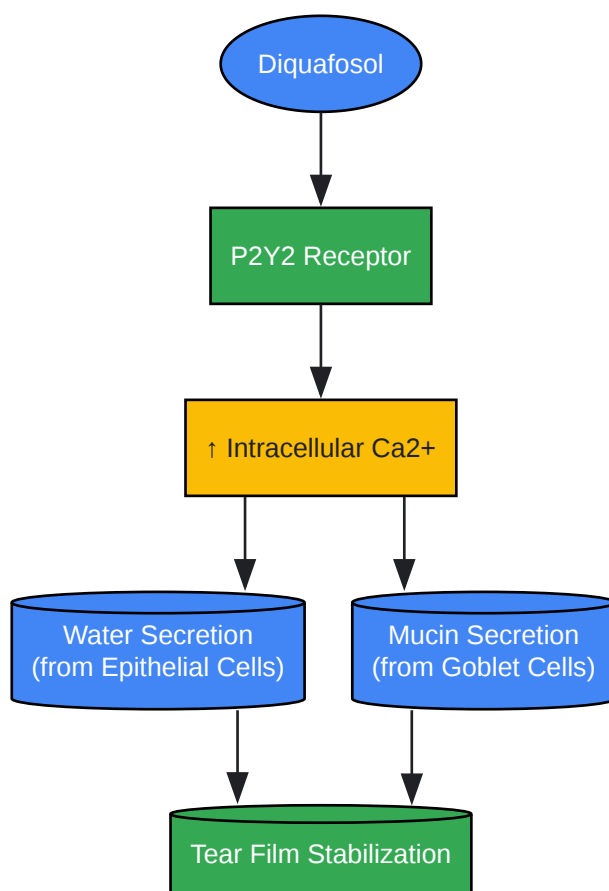 Diquafosol
P2Y2 Receptor
↑ Intracellular Ca2+
Water Secretion
(from Epithelial Cells)
Mucin Secretion
(from Goblet Cells)
Tear Film Stabilization